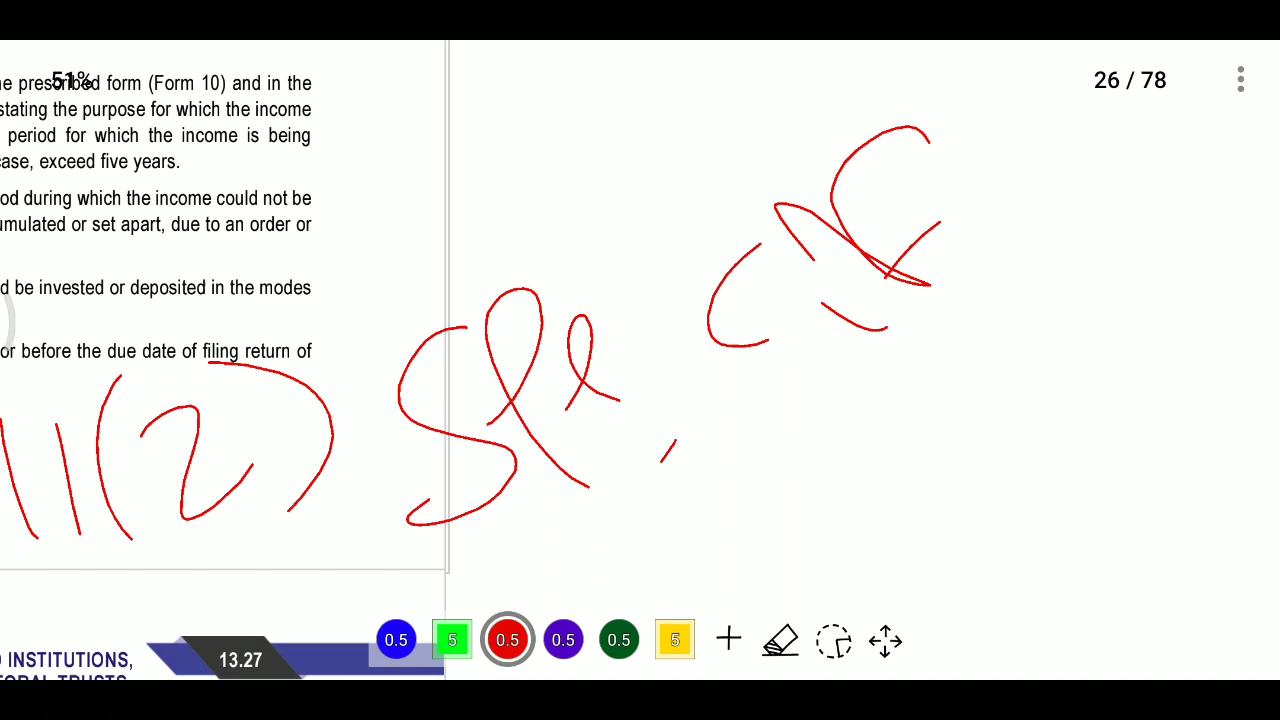 51%
26 / 78
he prescribed form (Form 10) and in the
stating the purpose for which the income
period for which the income is being
case, exceed five years.
od during which the income could not be
umulated or set apart, due to an order or
d be invested or deposited in the modes
or before the due date of filing return of
11(2)
0.5 5 0.5 0.5 0.5 5
13.27
INSTITUTIONS,